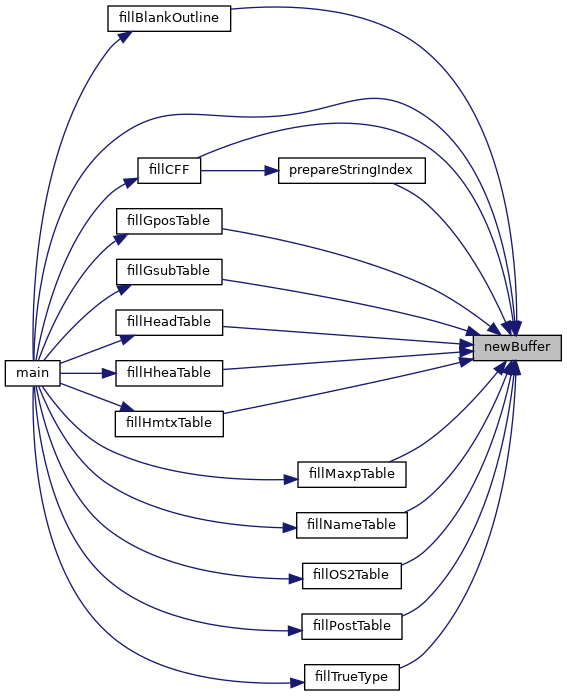 fillBlankOutline
fillCFF
prepareStringIndex
fillGposTable
fillGsubTable
fillHeadTable
newBuffer
main
fillHheaTable
fillHmtxTable
fillMaxpTable
fillNameTable
fillOS2Table
fillPostTable
fillTrueType